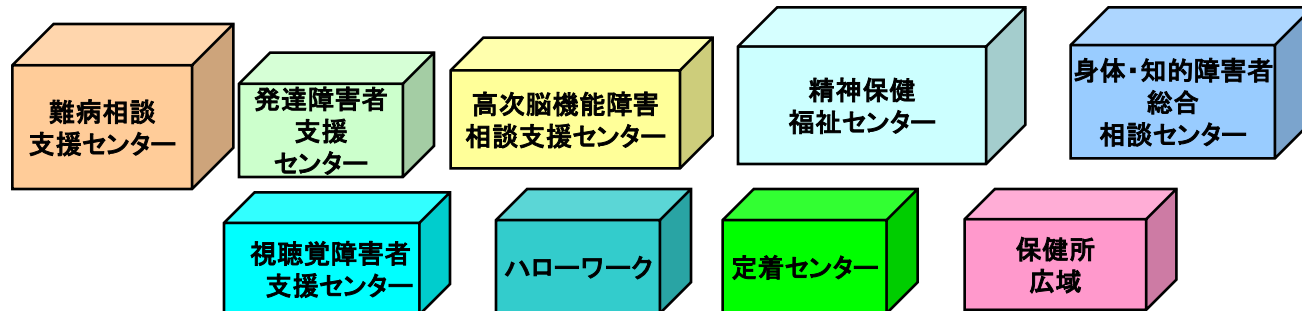 難病相談
支援センター
発達障害者
支援
センター
高次脳機能障害
相談支援センター
精神保健
福祉センター
身体・知的障害者
総合
相談センター
視聴覚障害者
支援センター
ハローワーク
定着センター
保健所
広域